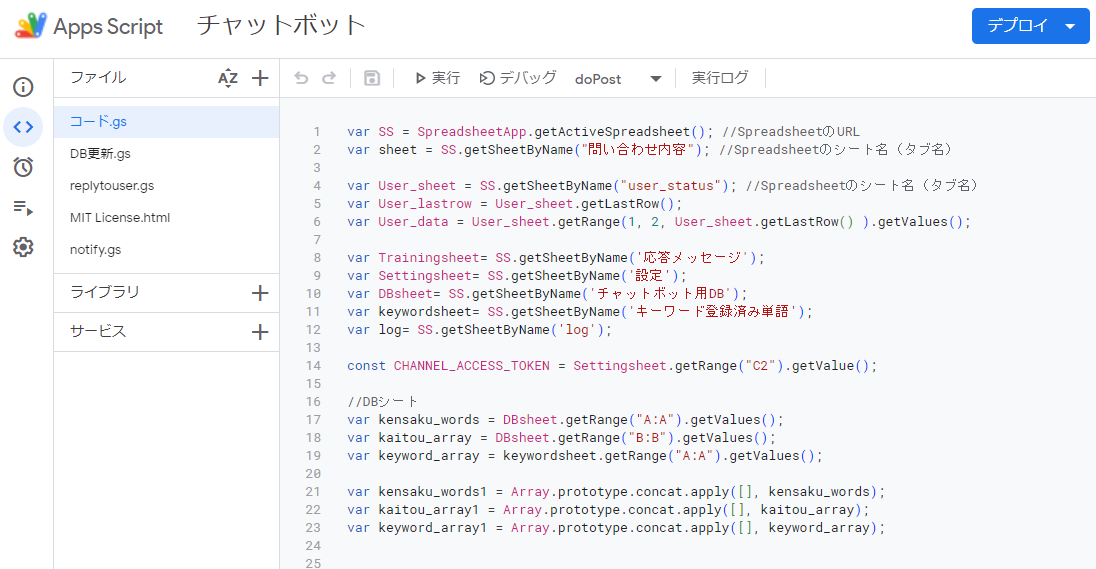 Apps Script チャットボット デプロイ
ファイル AZ 実行 デバッグ doPost 実行ログ
コード.gs
DB更新.gs
replytouser.gs
MIT License.html
notify.gs
ライブラリ
サービス
1 var SS = SpreadsheetApp.getActiveSpreadsheet(); //SpreadsheetのURL
2 var sheet = SS.getSheetByName("問い合わせ内容"); //Spreadsheetのシート名（タブ名）
3
4 var User_sheet = SS.getSheetByName("user_status"); //Spreadsheetのシート名（タブ名）
5 var User_lastrow = User_sheet.getLastRow();
6 var User_data = User_sheet.getRange(1, 2, User_sheet.getLastRow() ).getValues();
7
8 var Trainingsheet= SS.getSheetByName('応答メッセージ');
9 var Settingsheet= SS.getSheetByName('設定');
10 var DBsheet= SS.getSheetByName('チャットボット用DB');
11 var keywordsheet= SS.getSheetByName('キーワード登録済み単語');
12 var log= SS.getSheetByName('log');
13
14 const CHANNEL_ACCESS_TOKEN = Settingsheet.getRange("C2").getValue();
15
16 //DBシート
17 var kensaku_words = DBsheet.getRange("A:A").getValues();
18 var kaitou_array = DBsheet.getRange("B:B").getValues();
19 var keyword_array = keywordsheet.getRange("A:A").getValues();
20
21 var kensaku_words1 = Array.prototype.concat.apply([], kensaku_words);
22 var kaitou_array1 = Array.prototype.concat.apply([], kaitou_array);
23 var keyword_array1 = Array.prototype.concat.apply([], keyword_array);
24
25